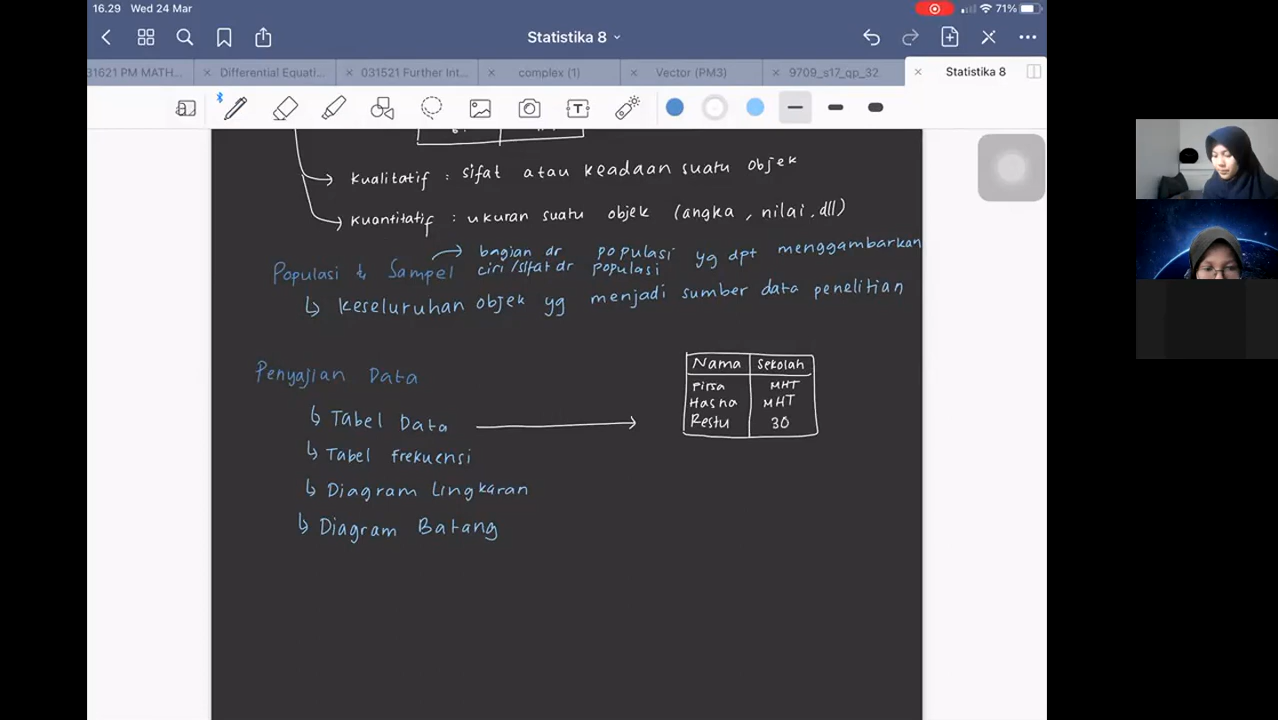 16.29 Wed 24 Mar
71%
Statistika 8
31621 PM MATH...
Differential Equati...
031521 Further Int...
complex (1)
Vector (PM3)
9709_s17_qp_32
Statistika 8
Kualitatif : sifat atau keadaan suatu objek
Kuantitatif : ukuran suatu objek (angka, nilai, dll)
bagian dr populasi yg dpt menggambarkan
Populasi & Sampel ciri/sifat dr populasi
keseluruhan objek yg menjadi sumber data penelitian
Penyajian Data
Nama Sekolah
Pirsa MHT
Hasna MHT
Restu 30
Tabel Data
Tabel frekuensi
Diagram Lingkaran
Diagram Batang